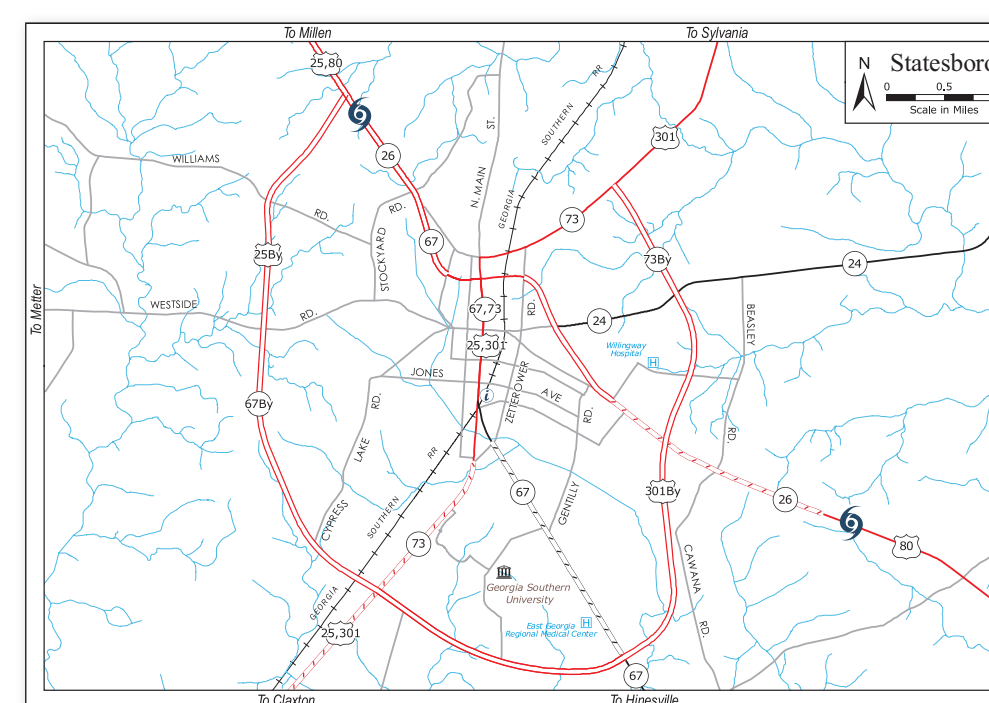 To Millen
To Sylvania
25,80
N
Statesboro
0 0.5
Scale in Miles
RR
SOUTHERN
ST.
301
26
WILLIAMS
N. MAIN
RD.
RD.
GEORGIA
73
67
STOCKYARD
25By
73By
24
To Metter
WESTSIDE
RD.
67,73
RD.
24
BEASLEY
25,301
Willingway
Hospital
H
JONES
ZETTEROWER
AVE
i
RD.
67By
RD.
RD.
LAKE
RR
67
301By
26
CYPRESS
SOUTHERN
GENTILLY
80
73
CAWANA
Georgia Southern
University
GEORGIA
East Georgia
Regional Medical Center
H
25,301
RD.
67
To Claxton
To Hinesville